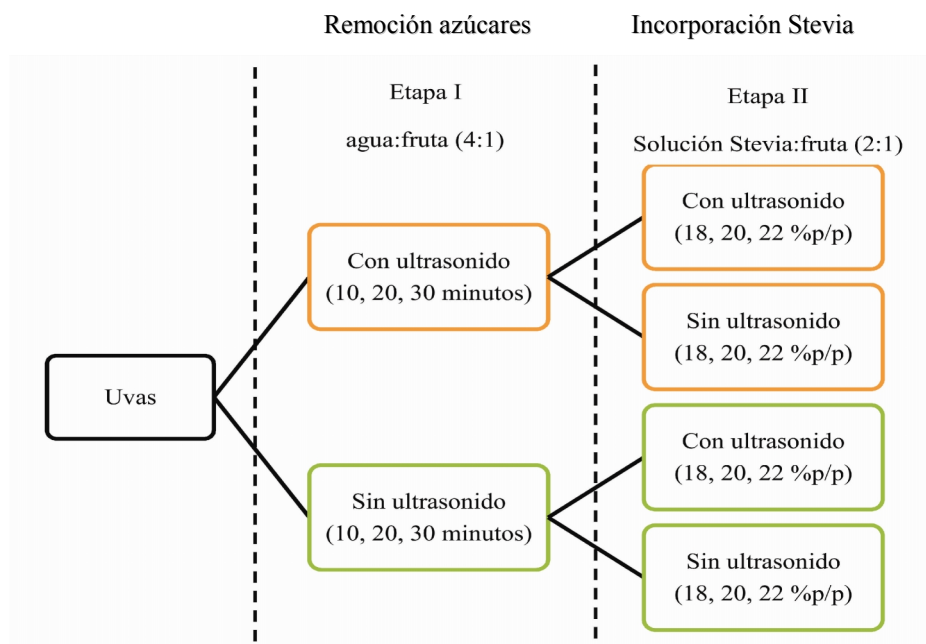 Remoción azúcares
Incorporación Stevia
Etapa I
agua:fruta (4:1)
Etapa II
Solución Stevia:fruta (2:1)
Uvas
Con ultrasonido
(10, 20, 30 minutos)
Sin ultrasonido
(10, 20, 30 minutos)
Con ultrasonido
(18, 20, 22 %p/p)
Sin ultrasonido
(18, 20, 22 %p/p)
Con ultrasonido
(18, 20, 22 %p/p)
Sin ultrasonido
(18, 20, 22 %p/p)